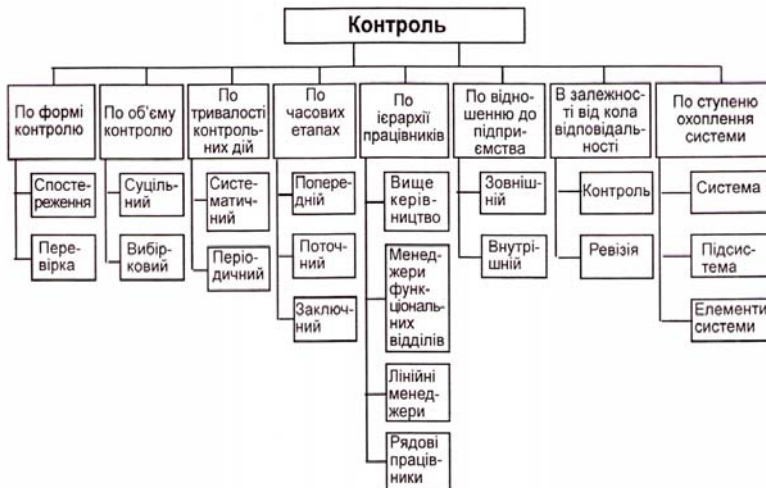 Контроль
По формі
контролю
Спосте-
реження
Пере-
вірка
По об'єму
контролю
Суціль-
ний
Вибір-
ковий
По
тривалості
контроль-
них дій
Систе-
матичний
Періо-
дичний
По
часових
етапах
Попере-
дній
Поточ-
ний
Заключ-
ний
По
ієрархії
працівників
Вище
керів-
ництво
Менед-
жери
функ-
ціональ-
них
відділів
Лінійні
менед-
жери
Рядові
праців-
ники
По відно-
шенню до
підпри-
ємства
Зовніш-
ній
Внутрі-
шній
В залежнос-
ті від кола
відповідаль-
ності
Контроль
Ревізія
По ступеню
охоплення
системи
Система
Підсис-
тема
Елементи
системи